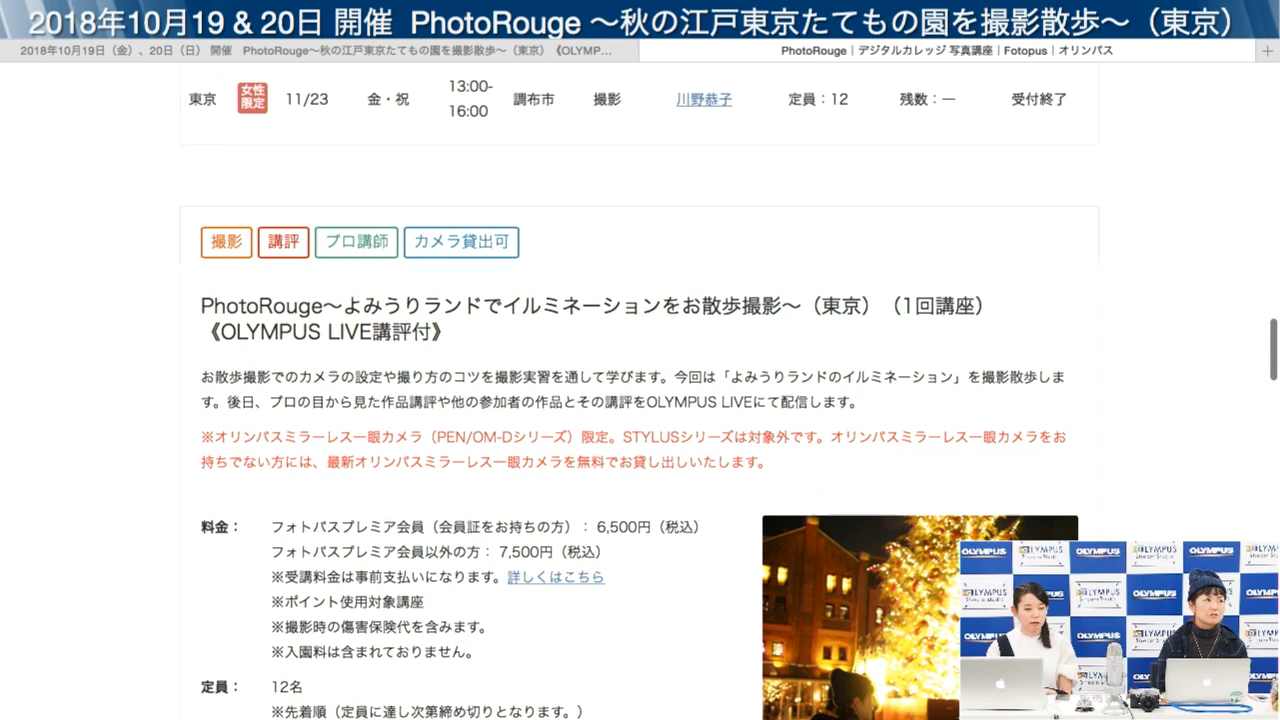 2018年10月19 & 20日 開催 PhotoRouge 〜秋の江戸東京たてもの園を撮影散歩〜（東京）
2018年10月19日（金）、20日（日） 開催 PhotoRouge〜秋の江戸東京たてもの園を撮影散歩〜（東京）《OLYMP...
PhotoRouge｜デジタルカレッジ 写真講座｜Fotopus｜オリンパス
東京 女性限定 11/23 金・祝 13:00-16:00 調布市 撮影 川野恭子 定員：12 残数：— 受付終了
撮影 講評 プロ講師 カメラ貸出可
PhotoRouge〜よみうりランドでイルミネーションをお散歩撮影〜（東京）（1回講座）
《OLYMPUS LIVE講評付》
お散歩撮影でのカメラの設定や撮り方のコツを撮影実習を通して学びます。今回は「よみうりランドのイルミネーション」を撮影散歩しま
す。後日、プロの目から見た作品講評や他の参加者の作品とその講評をOLYMPUS LIVEにて配信します。
※オリンパスミラーレス一眼カメラ（PEN/OM-Dシリーズ）限定。STYLUSシリーズは対象外です。オリンパスミラーレス一眼カメラをお
持ちでない方には、最新オリンパスミラーレス一眼カメラを無料でお貸し出しいたします。
料金： フォトパスプレミア会員（会員証をお持ちの方）： 6,500円（税込）
フォトパスプレミア会員以外の方： 7,500円（税込）
※受講料金は事前支払いになります。詳しくはこちら
※ポイント使用対象講座
※撮影時の傷害保険代を含みます。
※入園料は含まれておりません。
定員： 12名
※先着順（定員に達し次第締め切りとなります。）
OLYMPUS OLYMPUS OLYMPUS
OLYMPUS OLYMPUS
OLYMPUS OLYMPUS